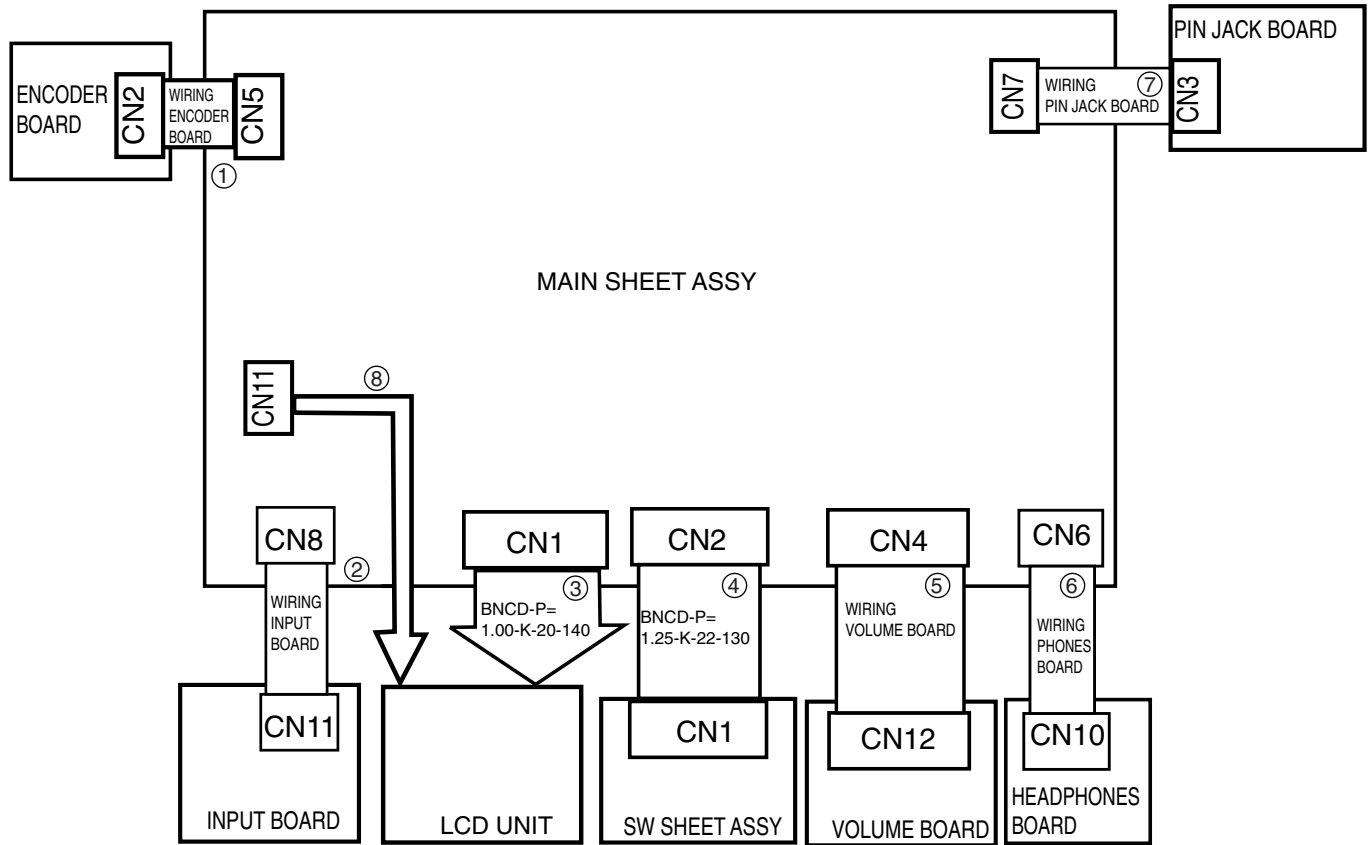 PIN JACK BOARD
ENCODER
BOARD
CN2
WIRING
ENCODER
BOARD
CN5
①
CN7
WIRING
PIN JACK BOARD
⑦
CN3
MAIN SHEET ASSY
CN11
⑧
CN8
②
WIRING
INPUT
BOARD
CN11
INPUT BOARD
CN1
③
BNCD-P=
1.00-K-20-140
LCD UNIT
CN2
④
BNCD-P=
1.25-K-22-130
CN1
SW SHEET ASSY
CN4
⑤
WIRING
VOLUME BOARD
CN12
VOLUME BOARD
CN6
⑥
WIRING
PHONES
BOARD
CN10
HEADPHONES
BOARD